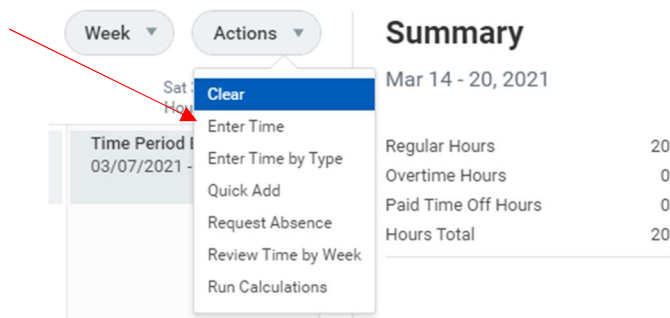 Week
Actions
Summary
Mar 14 - 20, 2021
Sat
Hou
Clear
Enter Time
Enter Time by Type
Quick Add
Request Absence
Review Time by Week
Run Calculations
Time Period
03/07/2021 -
Regular Hours 20
Overtime Hours 0
Paid Time Off Hours 0
Hours Total 20